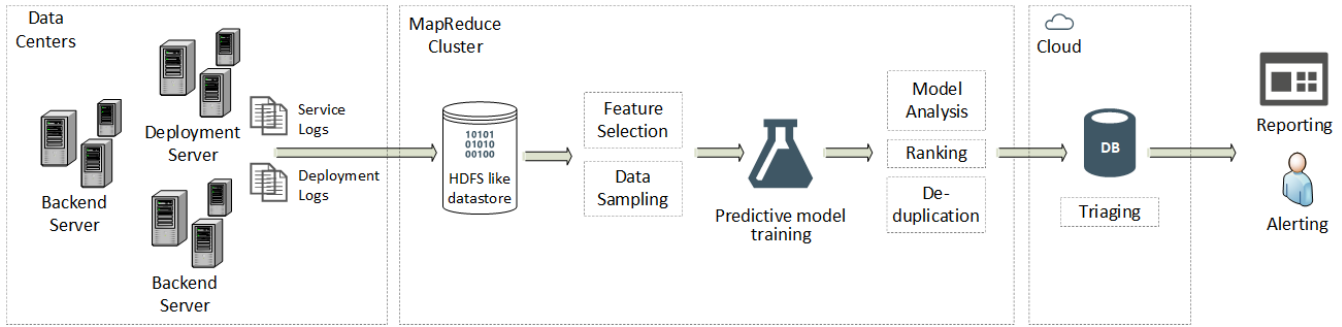 Data
Centers
Deployment
Server
Backend
Server
Backend
Server
Service
Logs
Deployment
Logs
MapReduce
Cluster
10101
01010
00100
HDFS like
datastore
Feature
Selection
Data
Sampling
Predictive model
training
Model
Analysis
Ranking
De-
duplication
Cloud
DB
Triaging
Reporting
Alerting